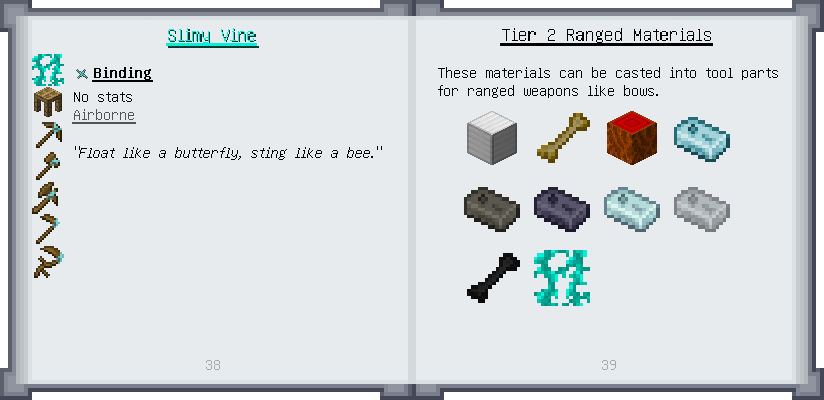 Slimy Vine
Binding
No stats
Airborne
"Float like a butterfly, sting like a bee."
38
Tier 2 Ranged Materials
These materials can be casted into tool parts
for ranged weapons like bows.
39